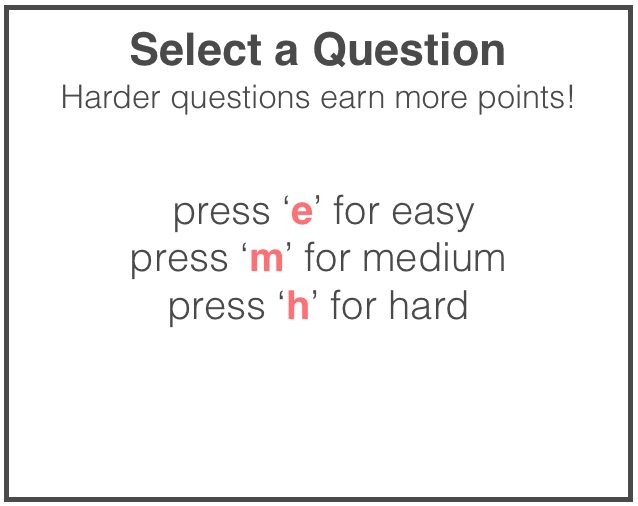 Select a Question
Harder questions earn more points!
press ‘e’ for easy
press ‘m’ for medium
press ‘h’ for hard